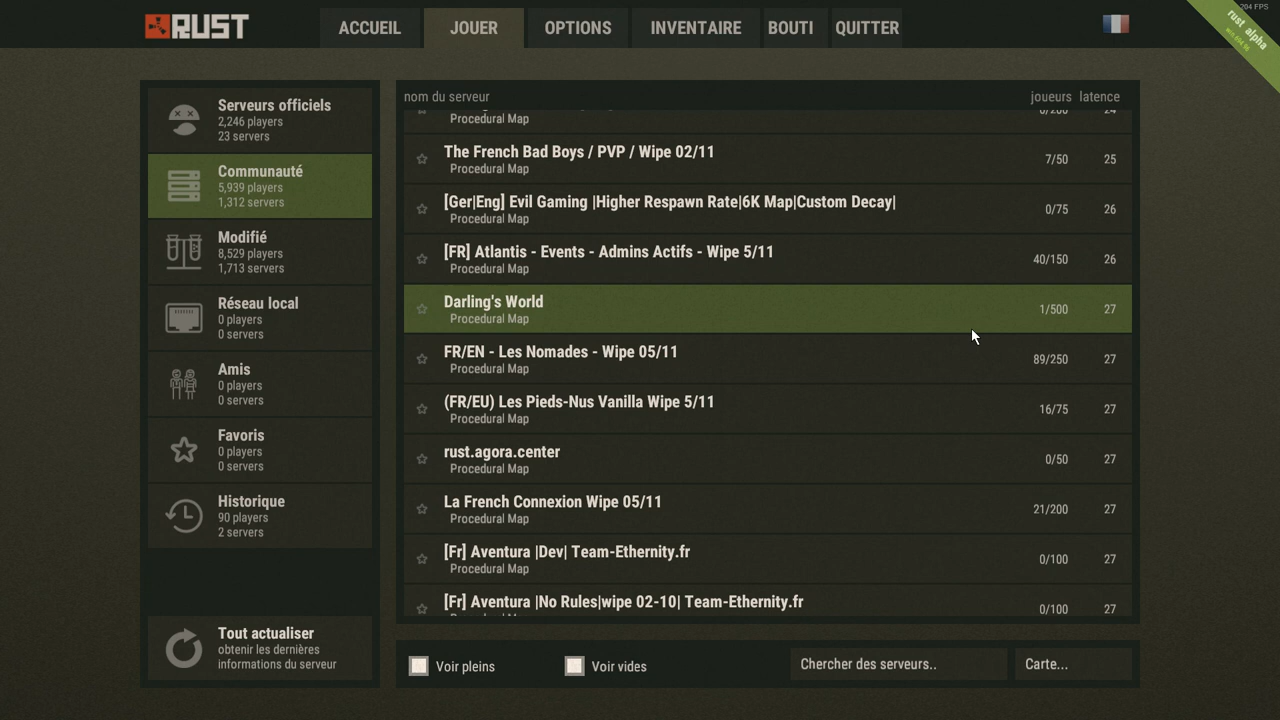 RUST
ACCUEIL
JOUER
OPTIONS
INVENTAIRE
BOUTI
QUITTER
204 FPS
rust alpha
Serveurs officiels
2,246 players
23 servers
Communauté
5,939 players
1,312 servers
Modifié
8,529 players
1,713 servers
Réseau local
0 players
0 servers
Amis
0 players
0 servers
Favoris
0 players
0 servers
Historique
90 players
2 servers
Tout actualiser
obtenir les dernières
informations du serveur
nom du serveur joueurs latence
0/200 24
Procedural Map
The French Bad Boys / PVP / Wipe 02/11 7/50 25
Procedural Map
[Ger|Eng] Evil Gaming |Higher Respawn Rate|6K Map|Custom Decay| 0/75 26
Procedural Map
[FR] Atlantis - Events - Admins Actifs - Wipe 5/11 40/150 26
Procedural Map
Darling's World 1/500 27
Procedural Map
FR/EN - Les Nomades - Wipe 05/11 89/250 27
Procedural Map
(FR/EU) Les Pieds-Nus Vanilla Wipe 5/11 16/75 27
Procedural Map
rust.agora.center 0/50 27
Procedural Map
La French Connexion Wipe 05/11 21/200 27
Procedural Map
[Fr] Aventura |Dev| Team-Ethernity.fr 0/100 27
Procedural Map
[Fr] Aventura |No Rules|wipe 02-10| Team-Ethernity.fr 0/100 27
Voir pleins
Voir vides
Chercher des serveurs..
Carte...